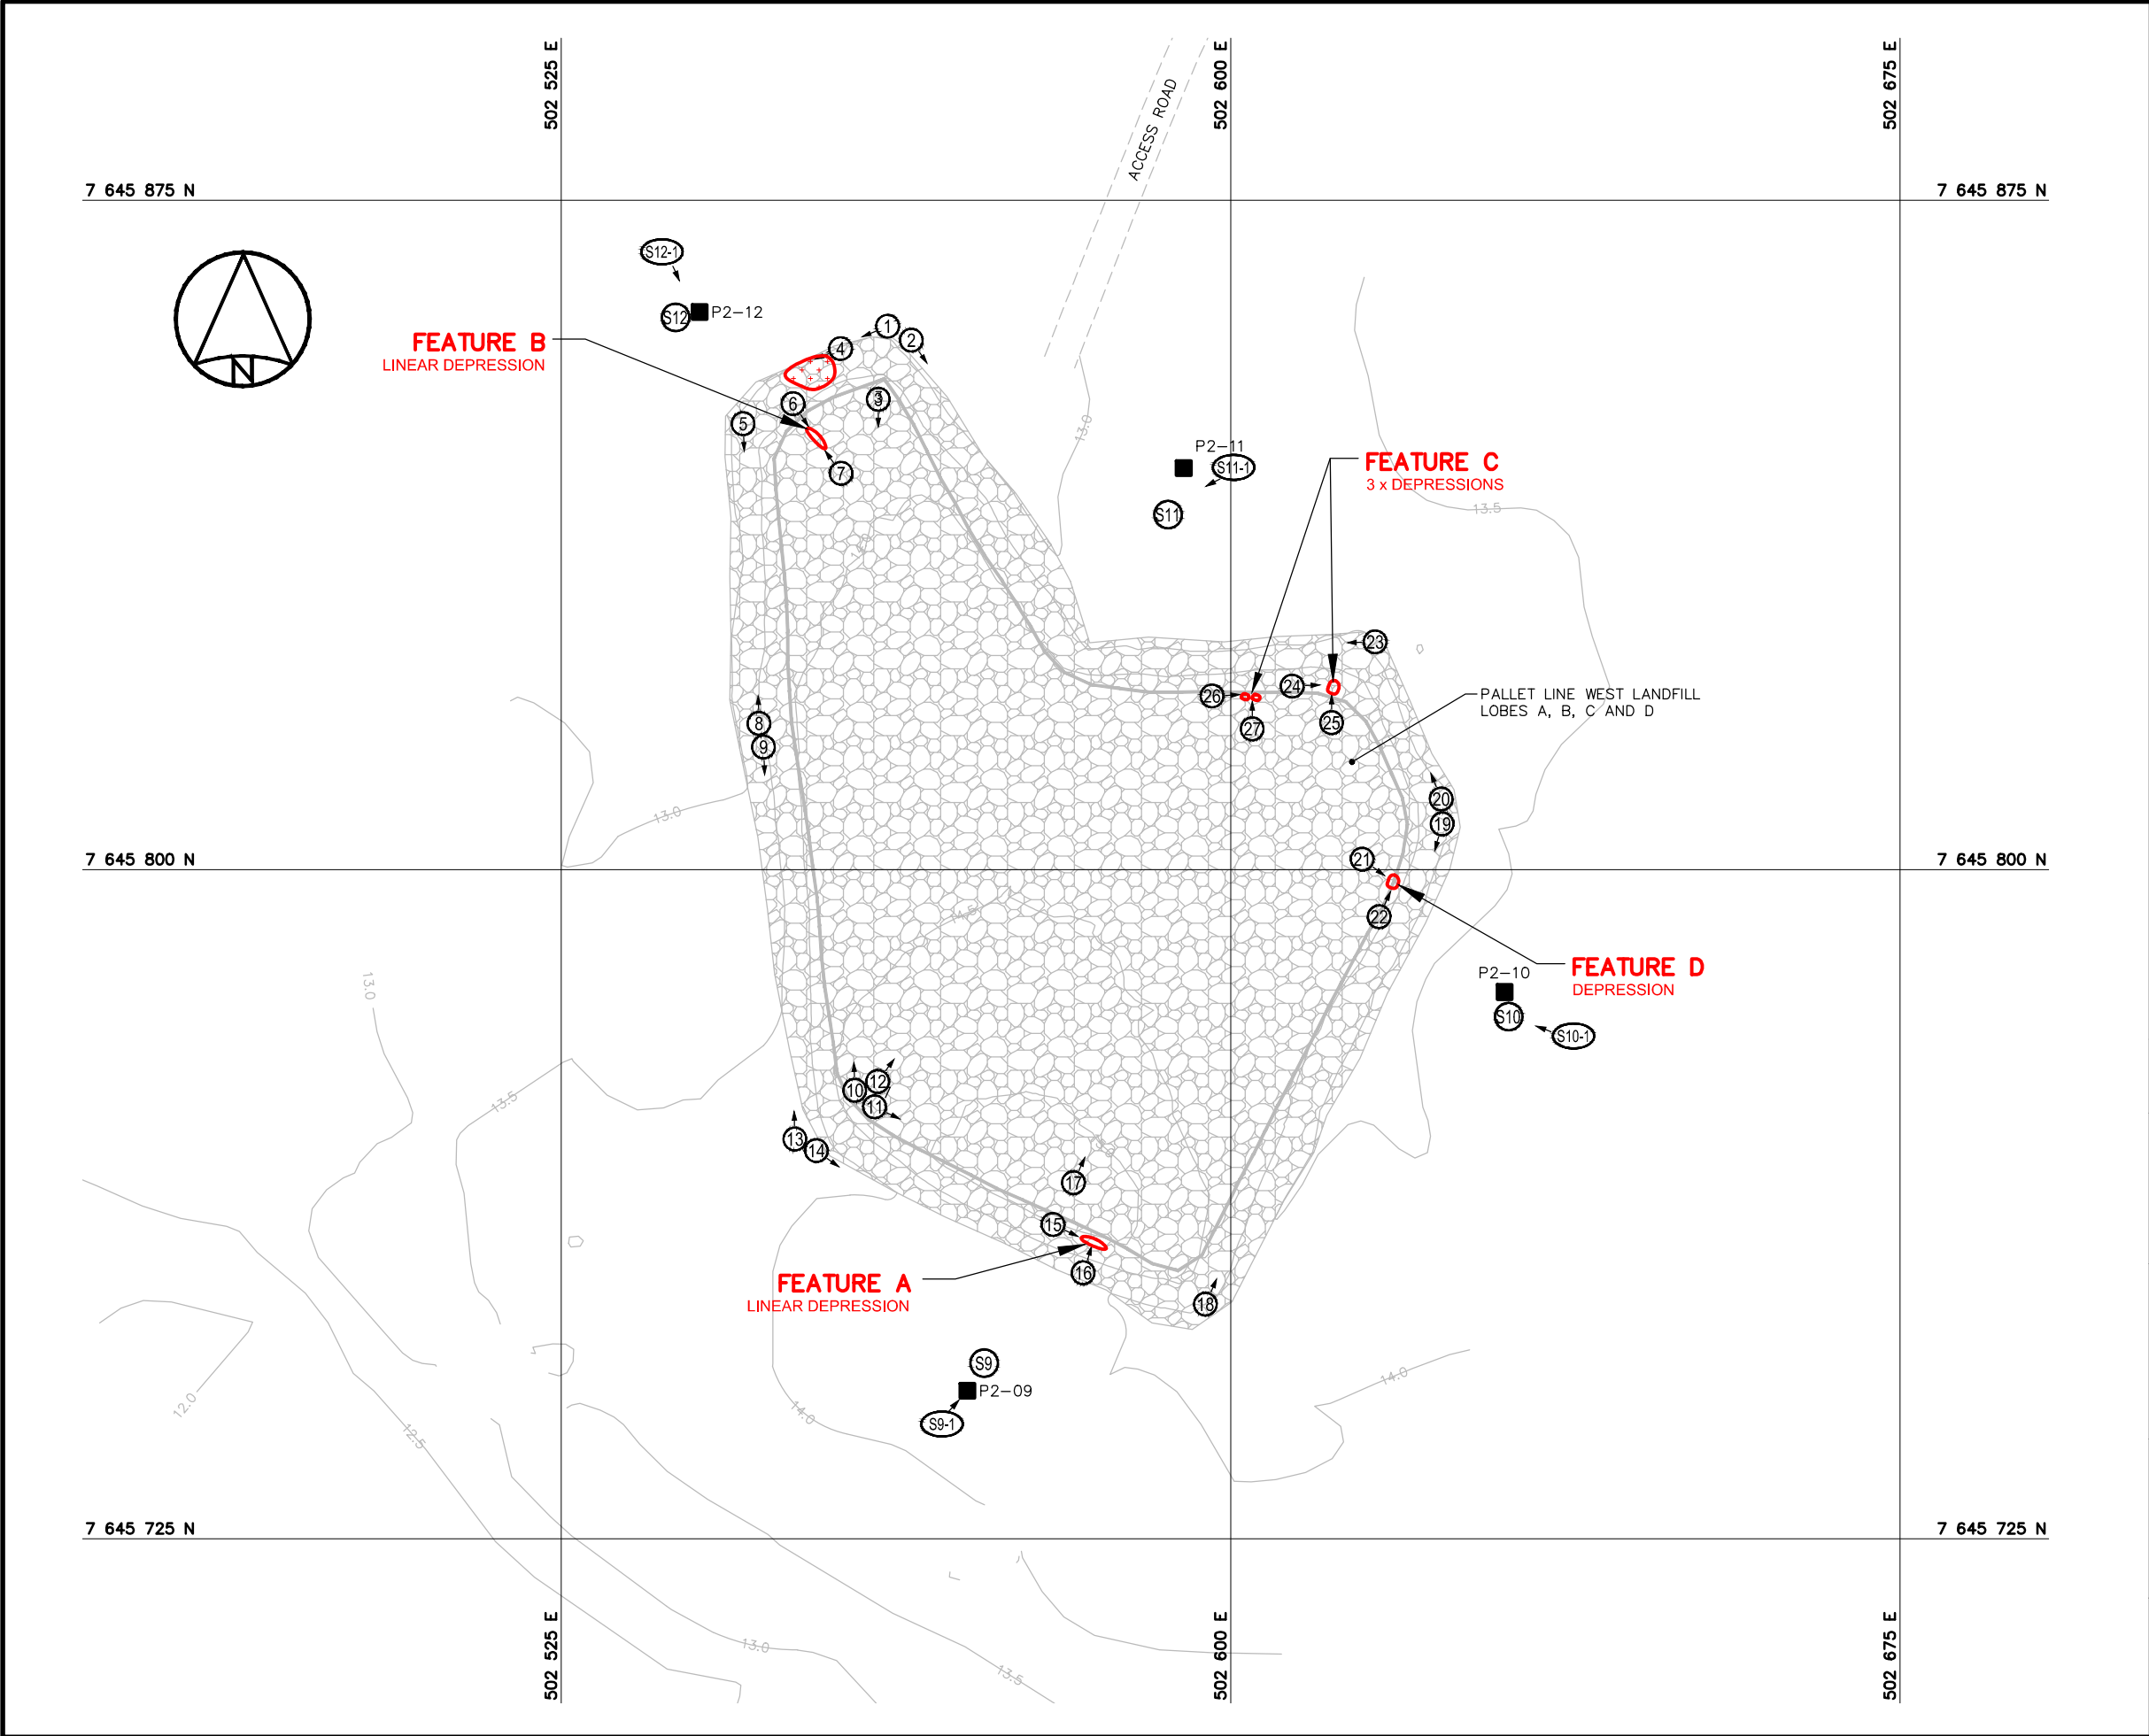 502 525 E
502 600 E
502 675 E
ACCESS ROAD
7 645 875 N
7 645 875 N
S12-1
S12
P2-12
N
FEATURE B
LINEAR DEPRESSION
1
2
4
3
6
5
7
13.0
P2-11
S11-1
S11
FEATURE C
3 x DEPRESSIONS
13.5
14.0
23
24
26
25
27
PALLET LINE WEST LANDFILL
LOBES A, B, C AND D
8
9
20
19
13.0
7 645 800 N
7 645 800 N
21
22
14.5
FEATURE D
DEPRESSION
P2-10
S10
S10-1
13.0
13.5
12
10
11
13
14
17
15
16
FEATURE A
LINEAR DEPRESSION
18
S9
P2-09
S9-1
14.0
14.0
12.0
12.5
7 645 725 N
7 645 725 N
13.0
13.5
502 525 E
502 600 E
502 675 E